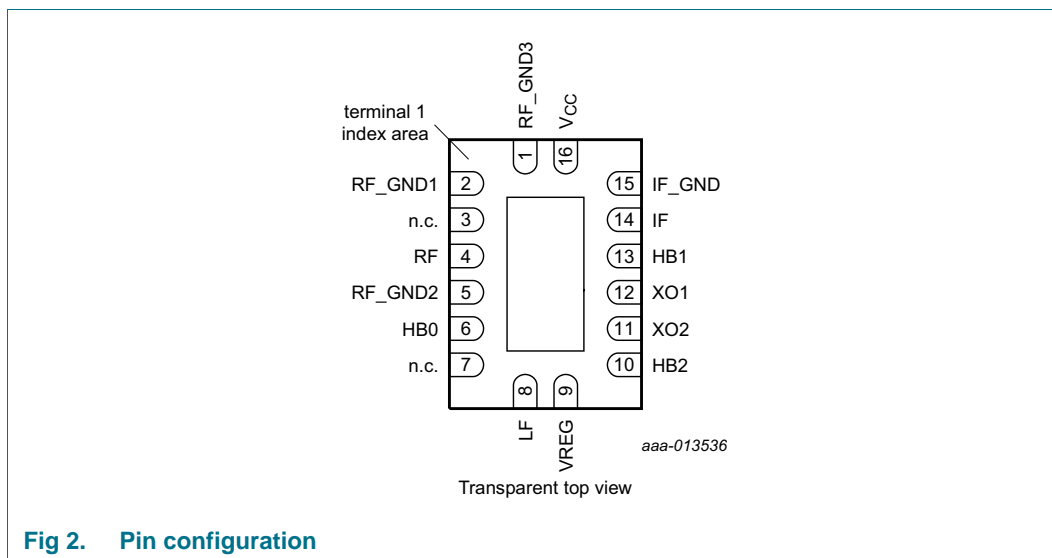 RF_GND3
VCC
terminal 1
index area
1
16
RF_GND1 2
15 IF_GND
n.c. 3
14 IF
RF 4
13 HB1
RF_GND2 5
12 XO1
HB0 6
11 XO2
n.c. 7
10 HB2
8
9
LF
VREG
aaa-013536
Transparent top view
Fig 2. Pin configuration